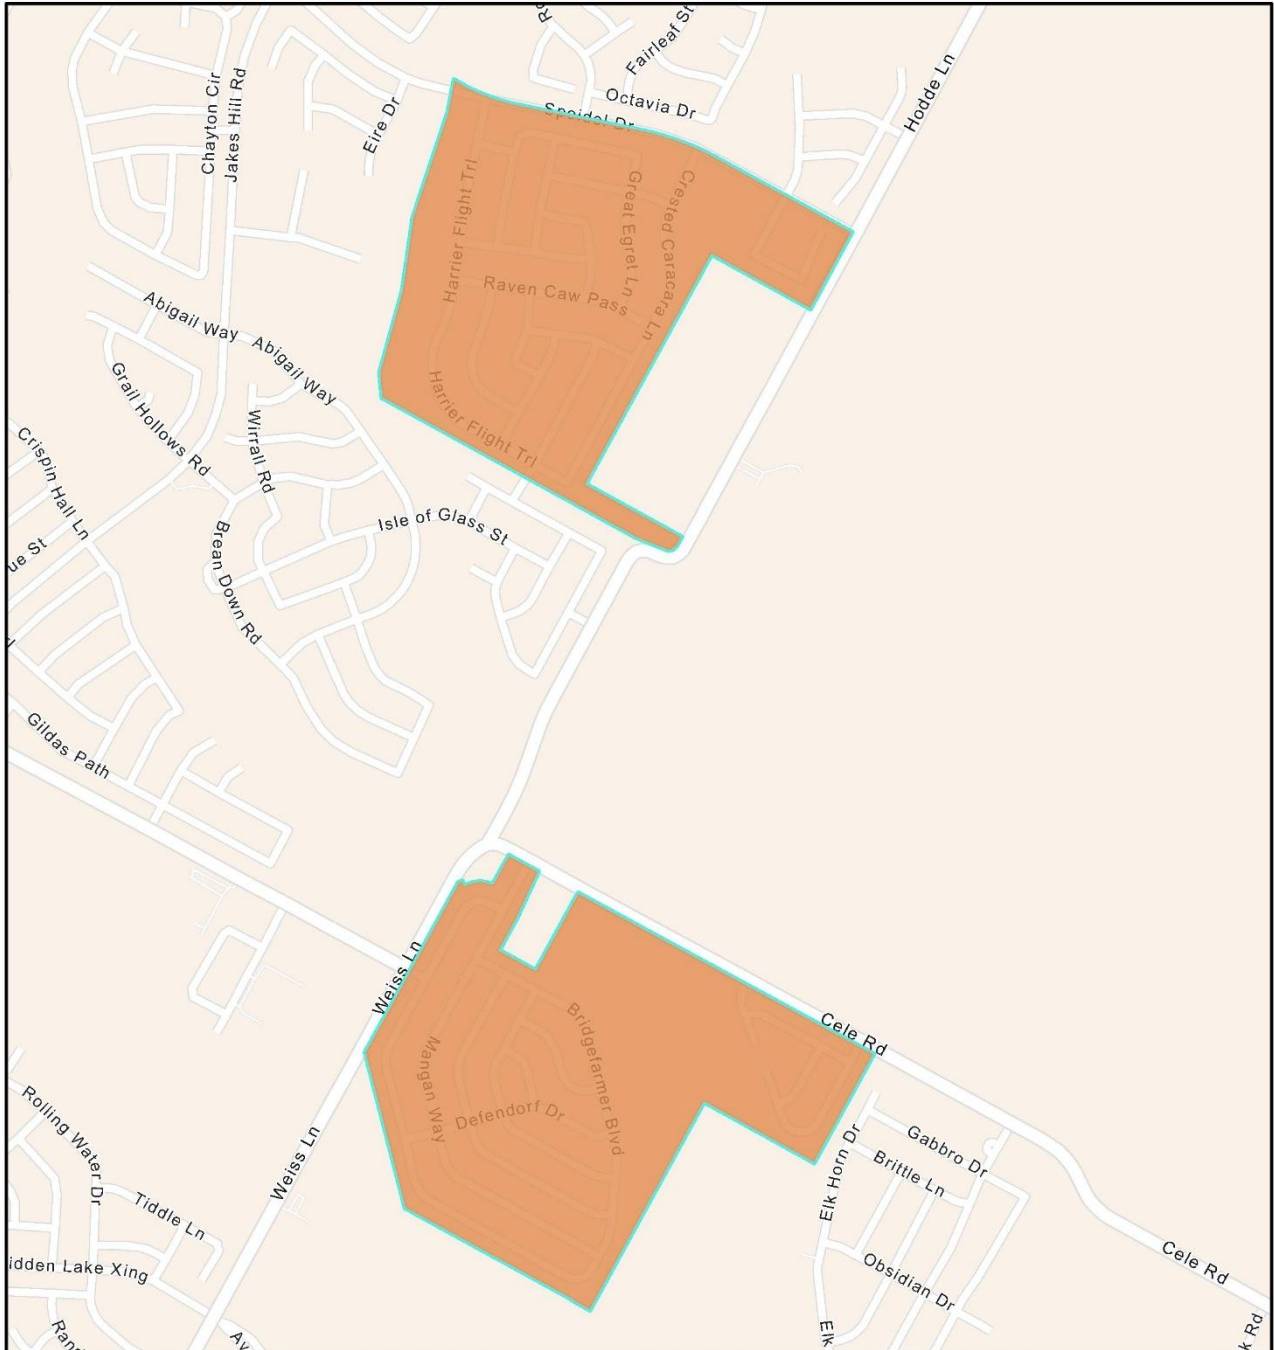 Fairleaf St
Hodde Ln
Chayton Cir
Jakes Hill Rd
Eire Dr
Octavia Dr
Speidel Dr
Harrier Flight Trl
Great Egret Ln
Crested Caracara Ln
Raven Caw Pass
Abigail Way
Abigail Way
Grail Hollows Rd
Wirrall Rd
Harrier Flight Trl
Crispin Hall Ln
Isle of Glass St
ue St
Brean Down Rd
Gildas Path
Weiss Ln
Bridgefarmer Blvd
Cele Rd
Mangan Way
Defendorf Dr
Rolling Water Dr
Gabbro Dr
Brittle Ln
Elk Horn Dr
Weiss Ln
Tiddle Ln
idden Lake Xing
Obsidian Dr
Cele Rd
Elk
Av
k Rd